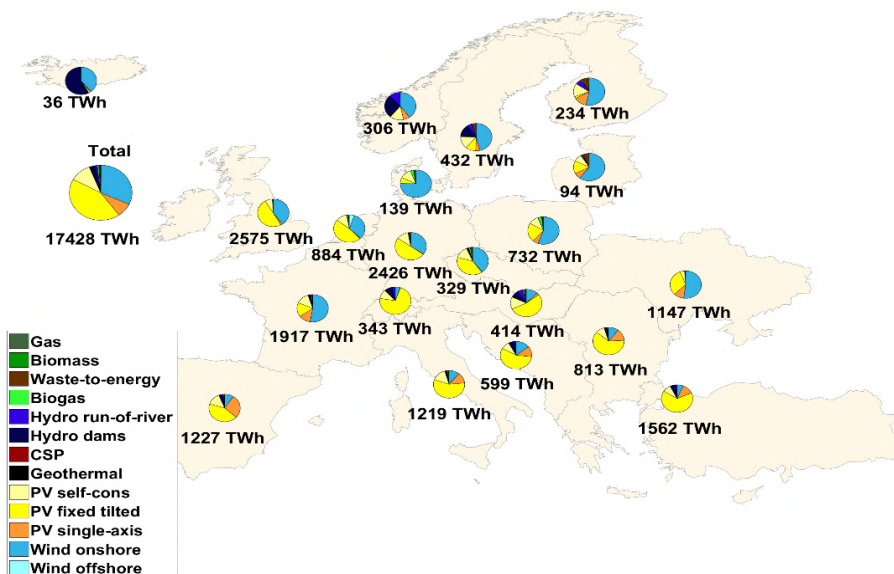 36 TWh
Total
17428 TWh
306 TWh
432 TWh
234 TWh
94 TWh
139 TWh
2575 TWh
884 TWh
2426 TWh
732 TWh
329 TWh
1147 TWh
1917 TWh
343 TWh
414 TWh
813 TWh
599 TWh
1219 TWh
1227 TWh
1562 TWh
Gas
Biomass
Waste-to-energy
Biogas
Hydro run-of-river
Hydro dams
CSP
Geothermal
PV self-cons
PV fixed tilted
PV single-axis
Wind onshore
Wind offshore